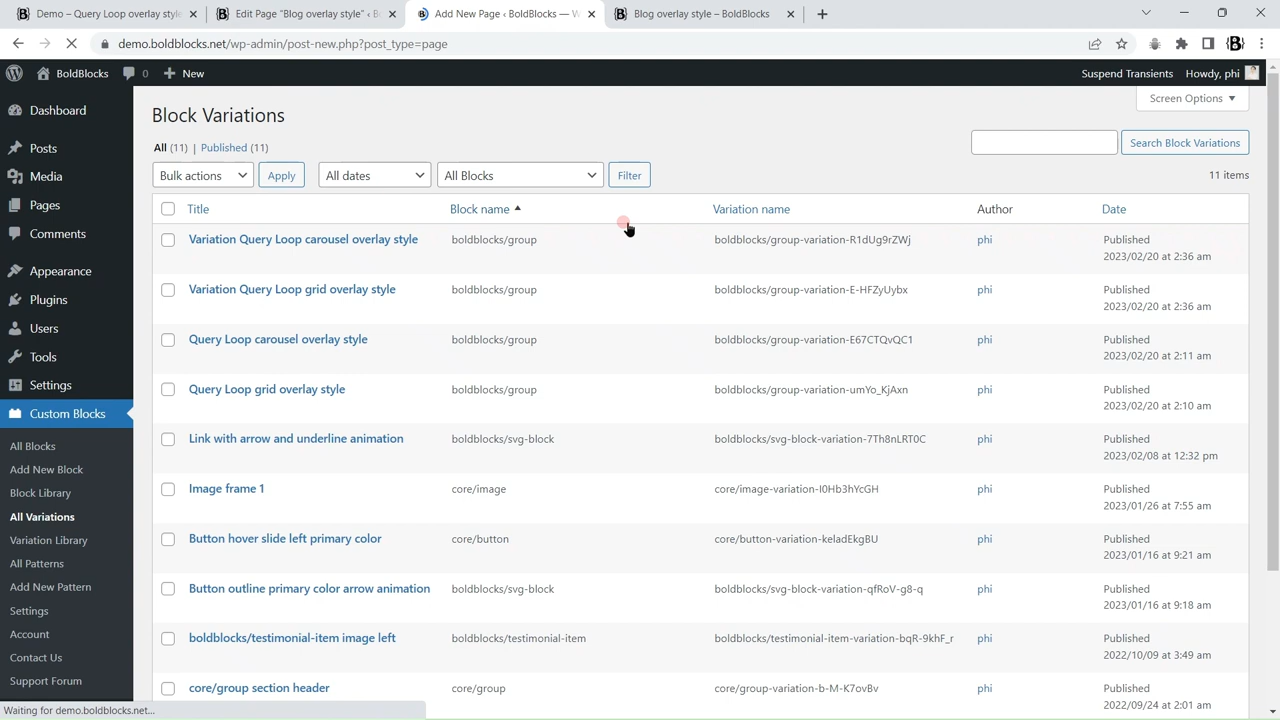 Demo – Query Loop overlay style
Edit Page "Blog overlay style" ‹ B
Add New Page ‹ BoldBlocks — W
Blog overlay style – BoldBlocks
demo.boldblocks.net/wp-admin/post-new.php?post_type=page
BoldBlocks 0 New Suspend Transients Howdy, phi
Screen Options
Block Variations
All (11) | Published (11)
Search Block Variations
Bulk actions Apply All dates All Blocks Filter 11 items
Title Block name Variation name Author Date
Variation Query Loop carousel overlay style boldblocks/group boldblocks/group-variation-R1dUg9rZWj phi Published
2023/02/20 at 2:36 am
Variation Query Loop grid overlay style boldblocks/group boldblocks/group-variation-E-HFZyUybx phi Published
2023/02/20 at 2:36 am
Query Loop carousel overlay style boldblocks/group boldblocks/group-variation-E67CTQvQC1 phi Published
2023/02/20 at 2:11 am
Query Loop grid overlay style boldblocks/group boldblocks/group-variation-umYo_KjAxn phi Published
2023/02/20 at 2:10 am
Link with arrow and underline animation boldblocks/svg-block boldblocks/svg-block-variation-7Th8nLRT0C phi Published
2023/02/08 at 12:32 pm
Image frame 1 core/image core/image-variation-I0Hb3hYcGH phi Published
2023/01/26 at 7:55 am
Button hover slide left primary color core/button core/button-variation-keladEkgBU phi Published
2023/01/16 at 9:21 am
Button outline primary color arrow animation boldblocks/svg-block boldblocks/svg-block-variation-qfRoV-g8-q phi Published
2023/01/16 at 9:18 am
boldblocks/testimonial-item image left boldblocks/testimonial-item boldblocks/testimonial-item-variation-bqR-9khF_r phi Published
2022/10/09 at 3:49 am
core/group section header core/group core/group-variation-b-M-K7ovBv phi Published
2022/09/24 at 2:01 am
Dashboard
Posts
Media
Pages
Comments
Appearance
Plugins
Users
Tools
Settings
Custom Blocks
All Blocks
Add New Block
Block Library
All Variations
Variation Library
All Patterns
Add New Pattern
Settings
Account
Contact Us
Support Forum
Waiting for demo.boldblocks.net...